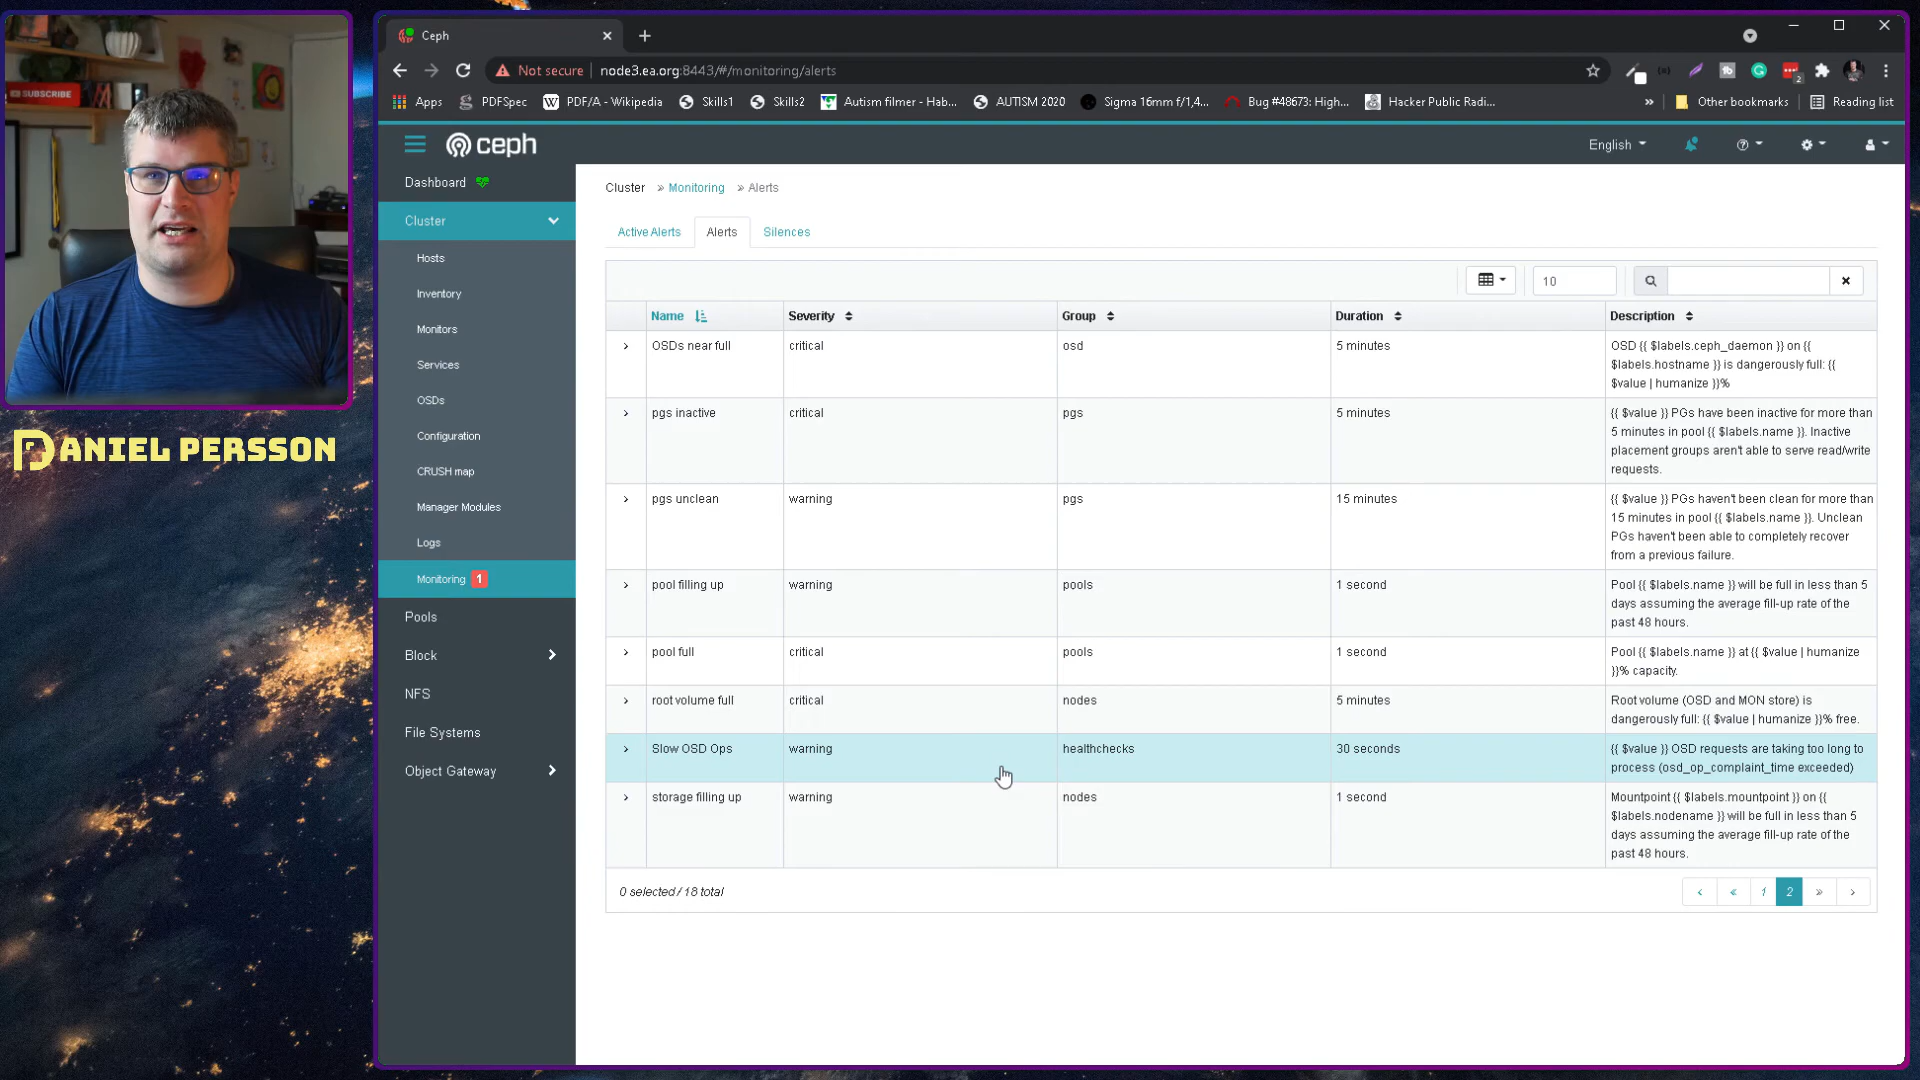 SUBSCRIBE
DANIEL PERSSON
Ceph
Not secure
node3.ea.org:8443/#/monitoring/alerts
2
Apps
PDFSpec
W PDF/A - Wikipedia
Skills1
Skills2
Autism filmer - Hab...
AUTISM 2020
Sigma 16mm f/1,4...
Bug #48673: High...
Hacker Public Radi...
»
Other bookmarks
Reading list
ceph
English
Dashboard
Cluster
Hosts
Inventory
Monitors
Services
OSDs
Configuration
CRUSH map
Manager Modules
Logs
Monitoring 1
Pools
Block
NFS
File Systems
Object Gateway
Cluster » Monitoring » Alerts
Active Alerts
Alerts
Silences
10
Name Severity Group Duration Description
OSDs near full critical osd 5 minutes OSD {{ $labels.ceph_daemon }} on {{
$labels.hostname }} is dangerously full: {{
$value | humanize }}%
pgs inactive critical pgs 5 minutes {{ $value }} PGs have been inactive for more than
5 minutes in pool {{ $labels.name }}. Inactive
placement groups aren't able to serve read/write
requests.
pgs unclean warning pgs 15 minutes {{ $value }} PGs haven't been clean for more than
15 minutes in pool {{ $labels.name }}. Unclean
PGs haven't been able to completely recover
from a previous failure.
pool filling up warning pools 1 second Pool {{ $labels.name }} will be full in less than 5
days assuming the average fill-up rate of the
past 48 hours.
pool full critical pools 1 second Pool {{ $labels.name }} at {{ $value | humanize
}}% capacity.
root volume full critical nodes 5 minutes Root volume (OSD and MON store) is
dangerously full: {{ $value | humanize }}% free.
Slow OSD Ops warning healthchecks 30 seconds {{ $value }} OSD requests are taking too long to
process (osd_op_complaint_time exceeded)
storage filling up warning nodes 1 second Mountpoint {{ $labels.mountpoint }} on {{
$labels.nodename }} will be full in less than 5
days assuming the average fill-up rate of the
past 48 hours.
0 selected / 18 total
‹ « 1 2 » ›